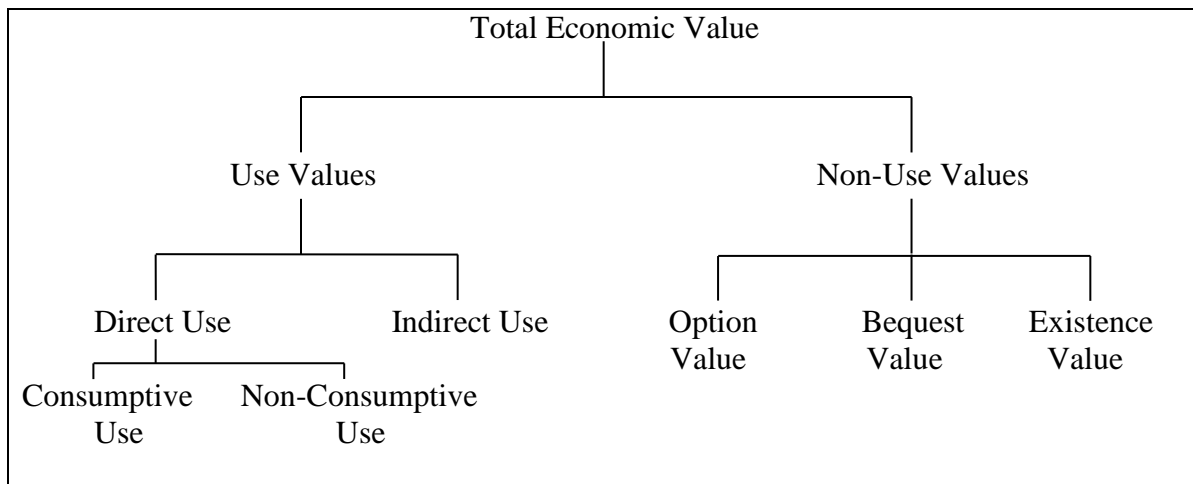 Total Economic Value
Use Values
Non-Use Values
Direct Use
Indirect Use
Option
Value
Bequest
Value
Existence
Value
Consumptive
Use
Non-Consumptive
Use